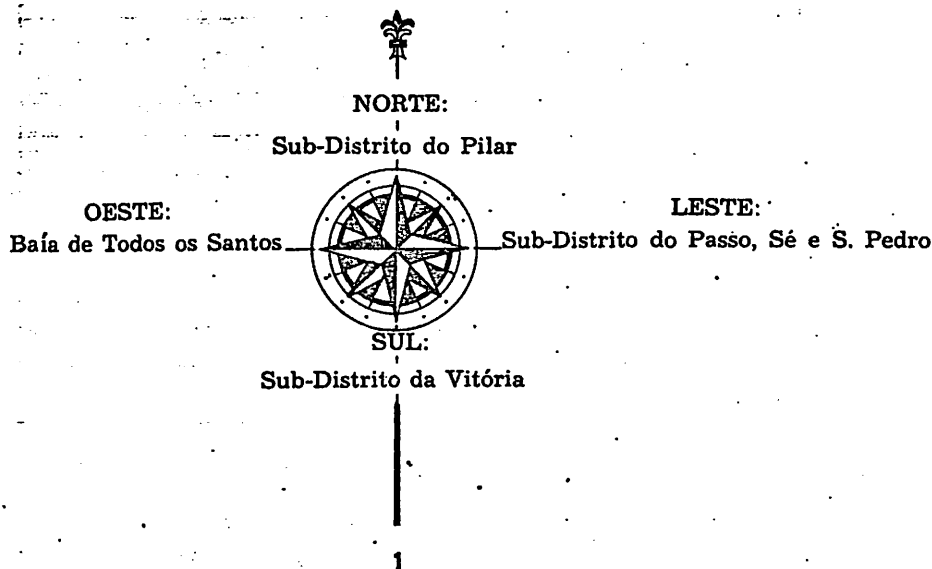 NORTE:
Sub-Distrito do Pilar
OESTE:
Baía de Todos os Santos
LESTE:
Sub-Distrito do Passo, Sé e S. Pedro
SUL:
Sub-Distrito da Vitória
1